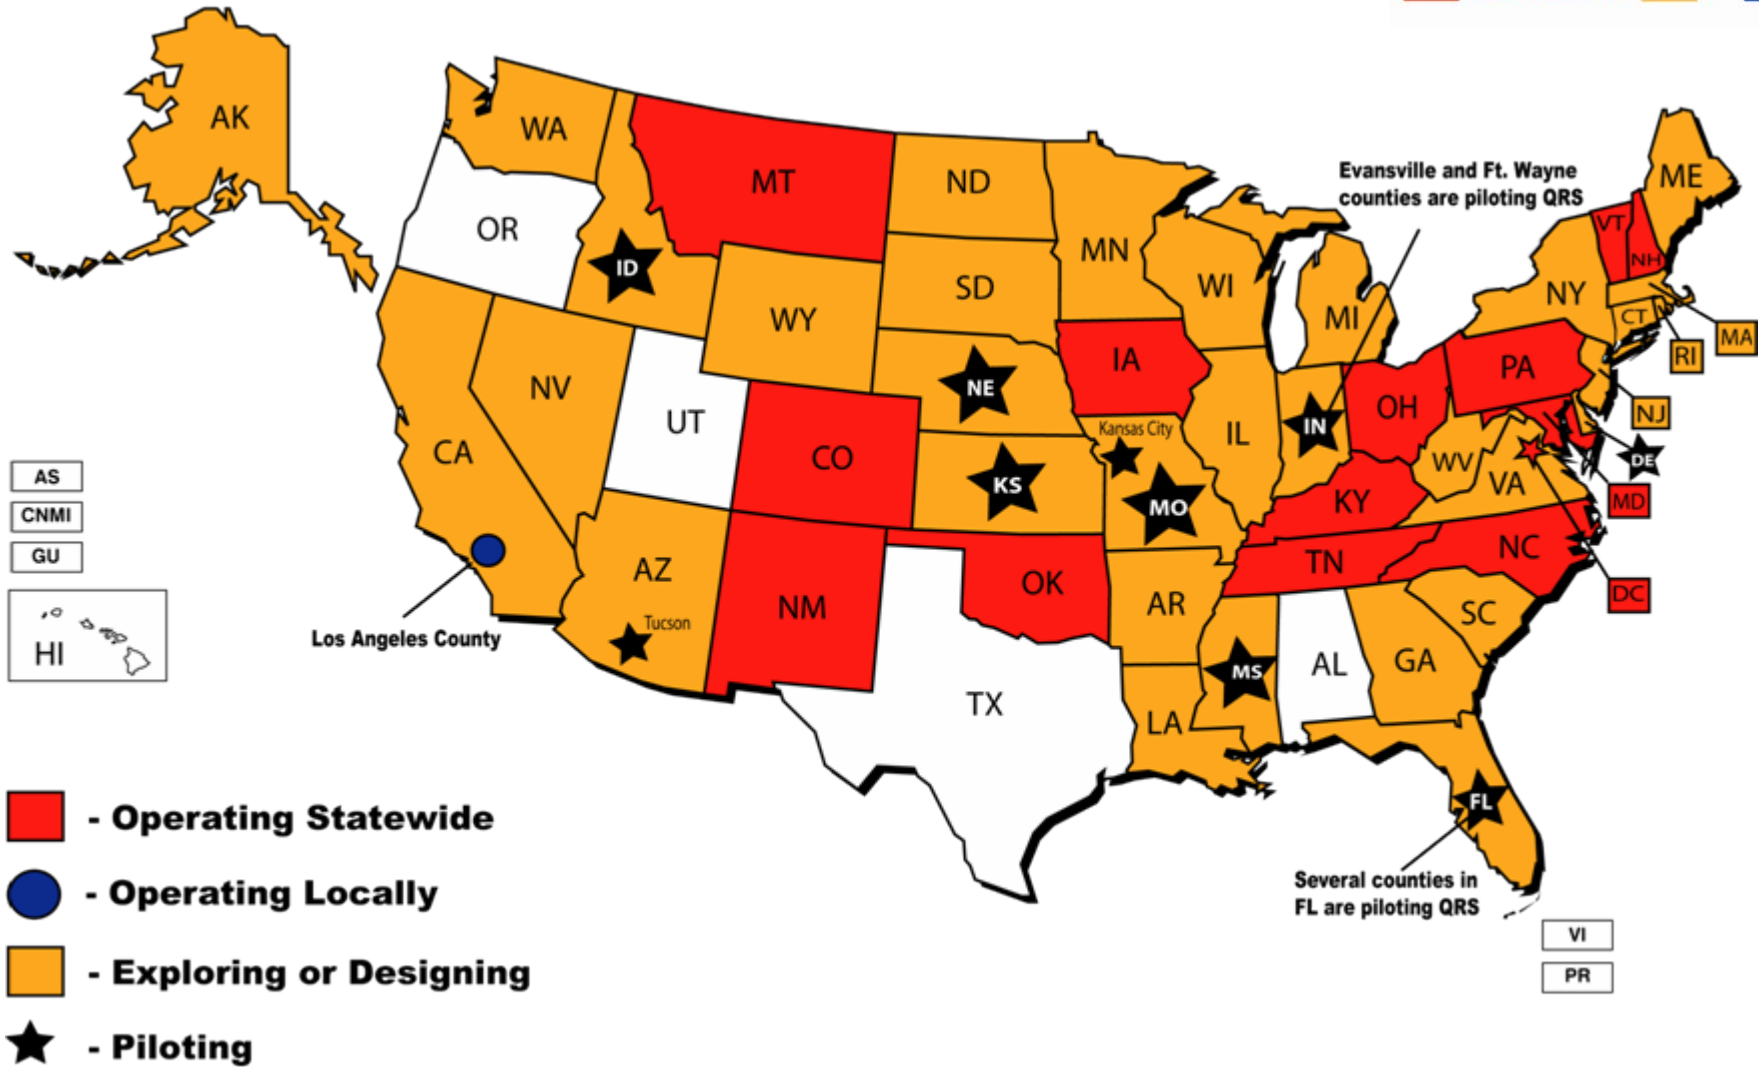 AK
WA
MT
ND
ME
Evansville and Ft. Wayne
counties are piloting QRS
OR
MN
VT
NH
ID
SD
WI
NY
WY
MI
CT
MA
RI
IA
PA
NV
NE
OH
NJ
UT
Kansas City
IN
IL
CA
CO
WV
DE
AS
KS
MO
VA
KY
MD
CNMI
GU
AZ
TN
NC
OK
DC
NM
AR
SC
Tucson
Los Angeles County
HI
MS
AL
GA
TX
LA
FL
- Operating Statewide
- Operating Locally
Several counties in
FL are piloting QRS
VI
- Exploring or Designing
PR
- Piloting